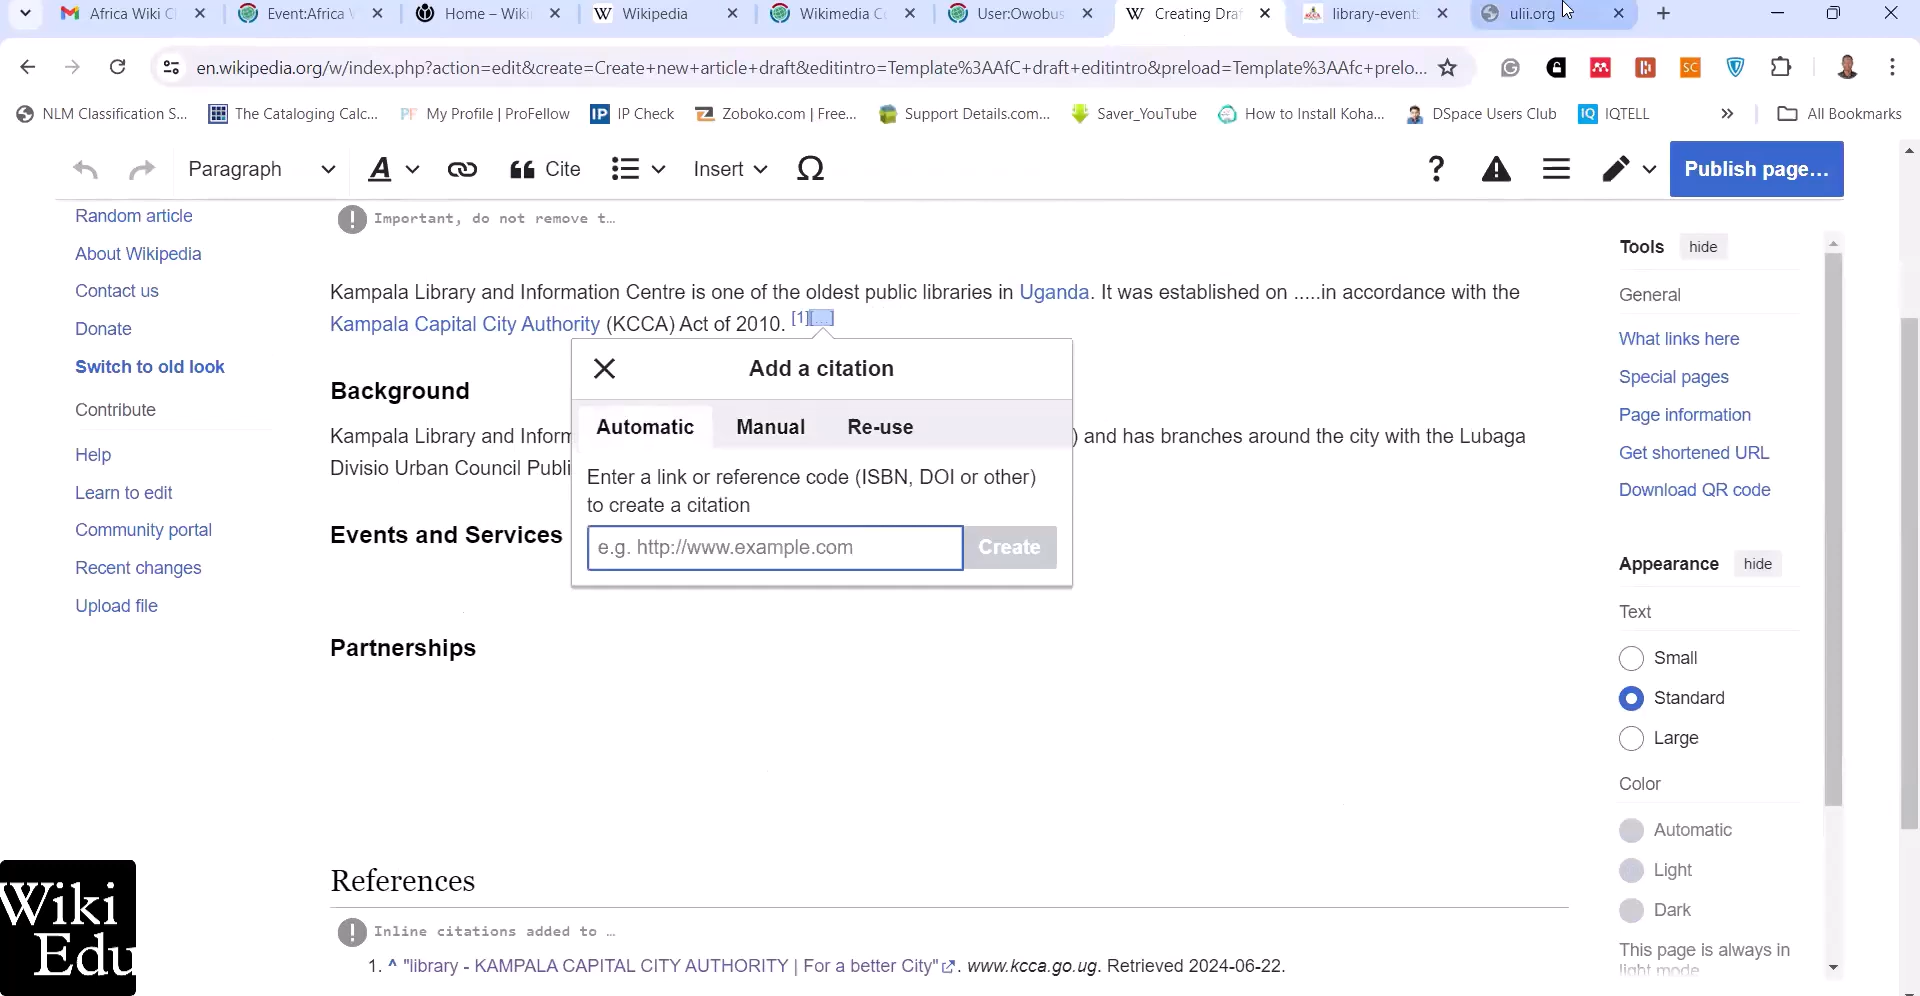 Africa Wiki C
Event:Africa W
Home – Wiki
Wikipedia
Wikimedia Co
User:Owobus
Creating Draf
library-event
ulii.org
en.wikipedia.org/w/index.php?action=edit&create=Create+new+article+draft&editintro=Template%3AAfC+draft+editintro&preload=Template%3AAfc+prelo...
NLM Classification S...
The Cataloging Calc...
PF My Profile | ProFellow
IP IP Check
Zoboko.com | Free...
Support Details.com...
Saver_YouTube
How to Install Koha...
DSpace Users Club
IQ IQTELL
All Bookmarks
Paragraph
A
Cite
Insert
Ω
?
Publish page...
Random article
About Wikipedia
Contact us
Donate
Switch to old look
Contribute
Help
Learn to edit
Community portal
Recent changes
Upload file
Important, do not remove t…
Kampala Library and Information Centre is one of the oldest public libraries in Uganda. It was established on .....in accordance with the
Kampala Capital City Authority (KCCA) Act of 2010. [1][...]
Add a citation
Automatic Manual Re-use
Enter a link or reference code (ISBN, DOI or other)
to create a citation
e.g. http://www.example.com
Create
Background
Kampala Library and Inform
) and has branches around the city with the Lubaga
Divisio Urban Council Publi
Events and Services
Partnerships
References
Inline citations added to …
1. ^ "library - KAMPALA CAPITAL CITY AUTHORITY | For a better City". www.kcca.go.ug. Retrieved 2024-06-22.
Tools hide
General
What links here
Special pages
Page information
Get shortened URL
Download QR code
Appearance hide
Text
Small
Standard
Large
Color
Automatic
Light
Dark
This page is always in
light mode
Wiki
Edu